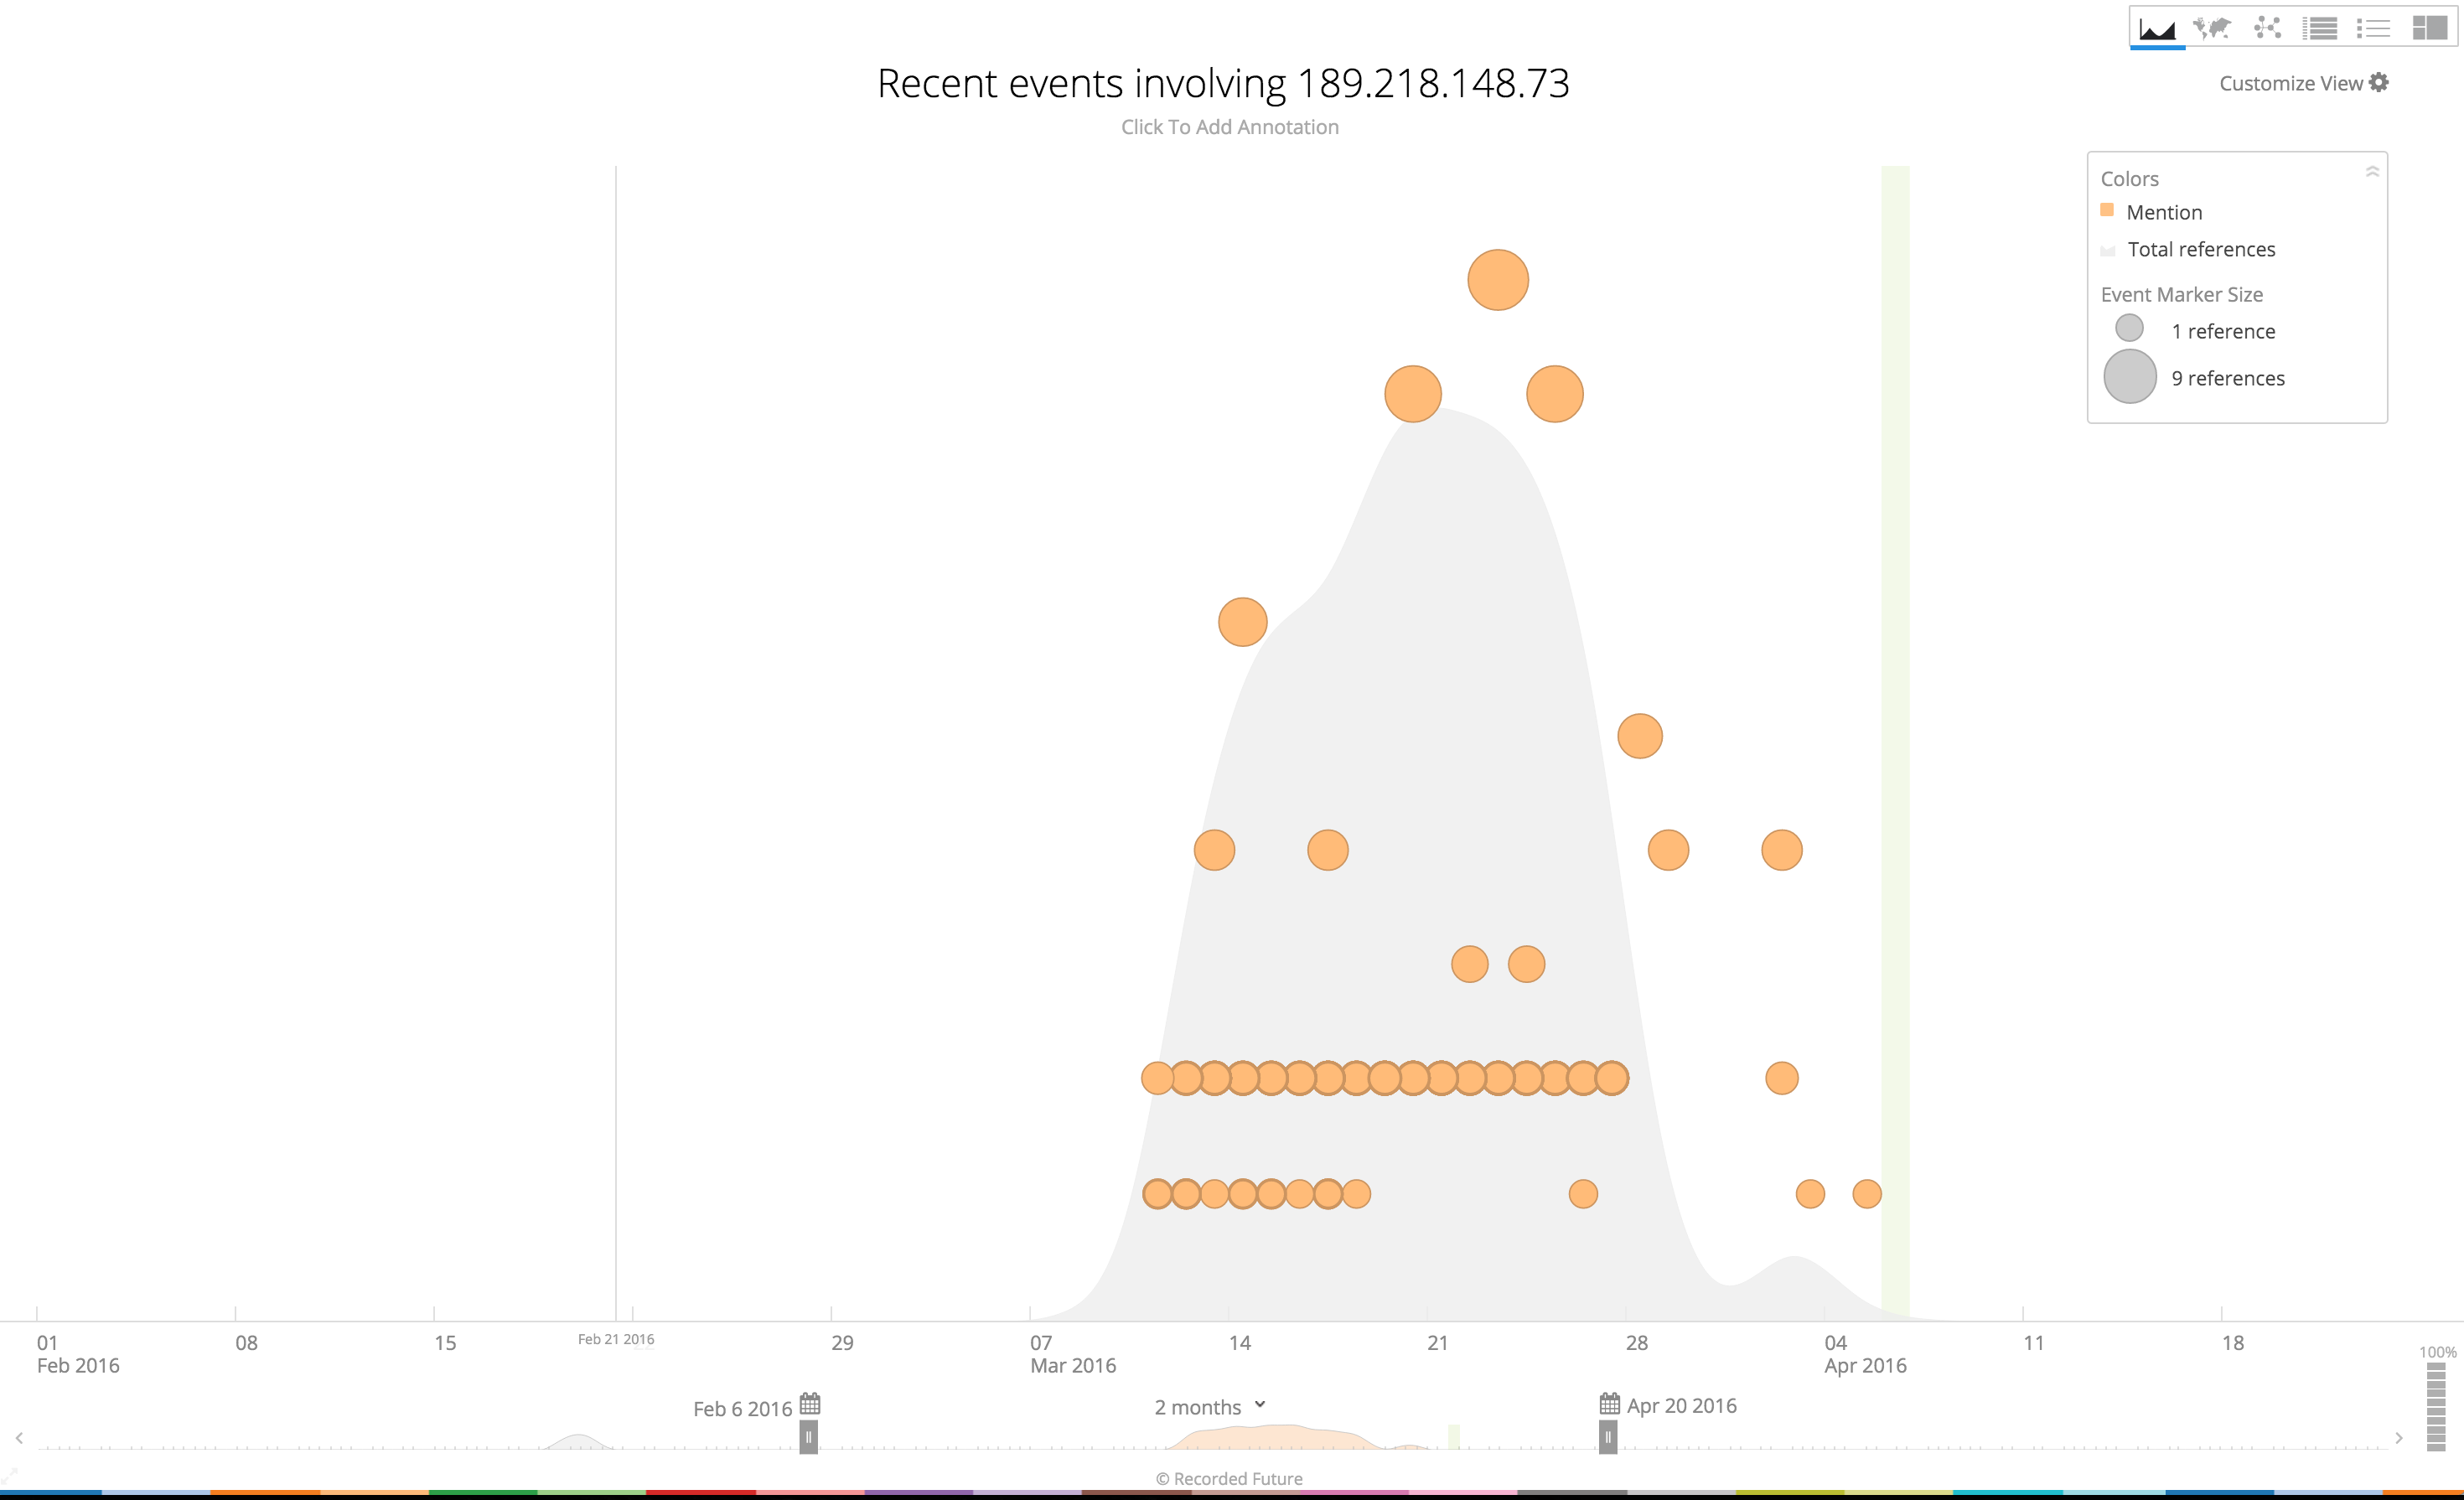 Recent events involving 189.218.148.73
Customize View
Click To Add Annotation
Colors
Mention
Total references
Event Marker Size
1 reference
9 references
01 08 15 Feb 21 2016 22 29 07 14 21 28 04 11 18
Feb 2016 Mar 2016 Apr 2016
100%
Feb 6 2016 2 months Apr 20 2016
© Recorded Future